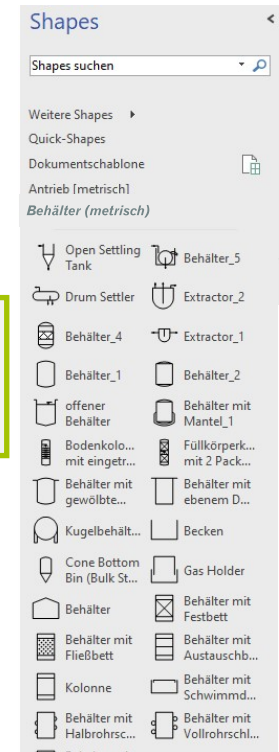 Shapes
Shapes suchen
Weitere Shapes
Quick-Shapes
Dokumentschablone
Antrieb [metrisch]
Behälter (metrisch)
Open Settling Tank
Behälter_5
Drum Settler
Extractor_2
Behälter_4
Extractor_1
Behälter_1
Behälter_2
offener Behälter
Behälter mit Mantel_1
Bodenkolo... mit eingetr...
Füllkörperk... mit 2 Pack...
Behälter mit gewölbte...
Behälter mit ebenem D...
Kugelbehält...
Becken
Cone Bottom Bin (Bulk St...
Gas Holder
Behälter
Behälter mit Festbett
Behälter mit Fließbett
Behälter mit Austauschb...
Kolonne
Behälter mit Schwimmd...
Behälter mit Halbrohrsc...
Behälter mit Vollrohrschl...